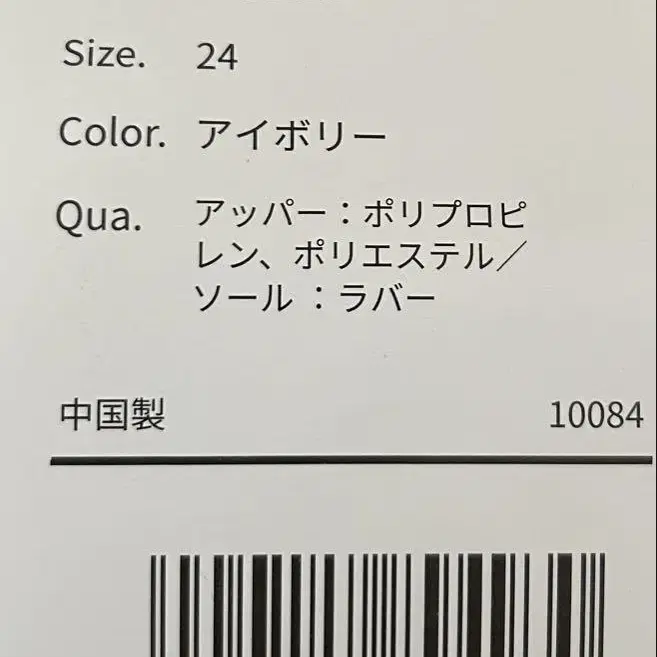 Size. 24
Color. アイボリー
Qua. アッパー：ポリプロピ
レン、ポリエステル／
ソール ：ラバー
中国製 10084